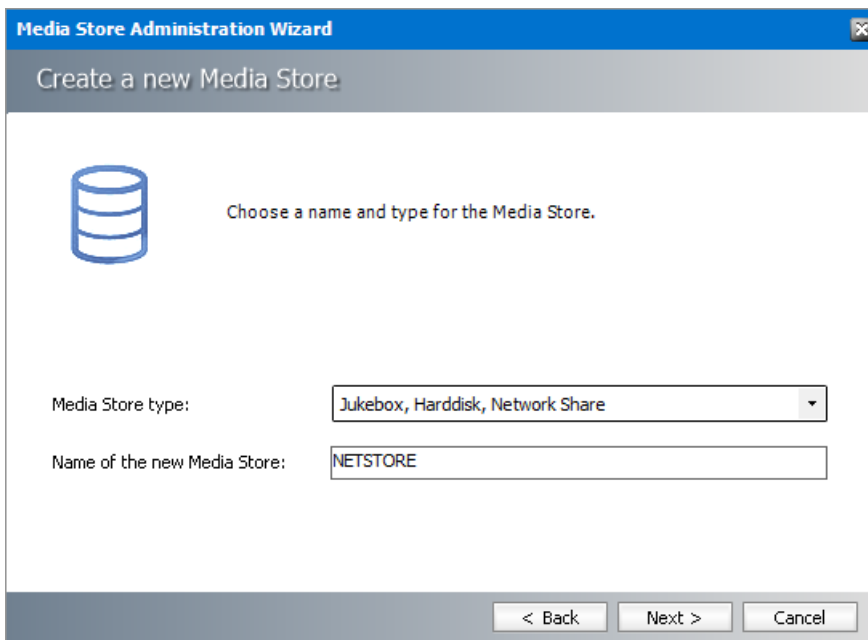 Media Store Administration Wizard
Create a new Media Store
Choose a name and type for the Media Store.
Media Store type: Jukebox, Harddisk, Network Share
Name of the new Media Store: NETSTORE
< Back Next > Cancel